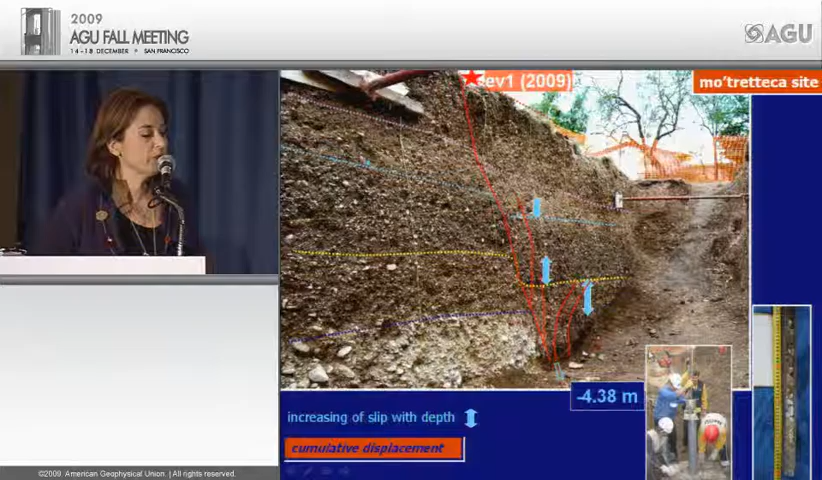 2009
AGU FALL MEETING
14-18 DECEMBER SAN FRANCISCO
AGU
ev1 (2009)
mo'tretteca site
-4.38 m
increasing of slip with depth
cumulative displacement
©2009. American Geophysical Union. | All rights reserved.